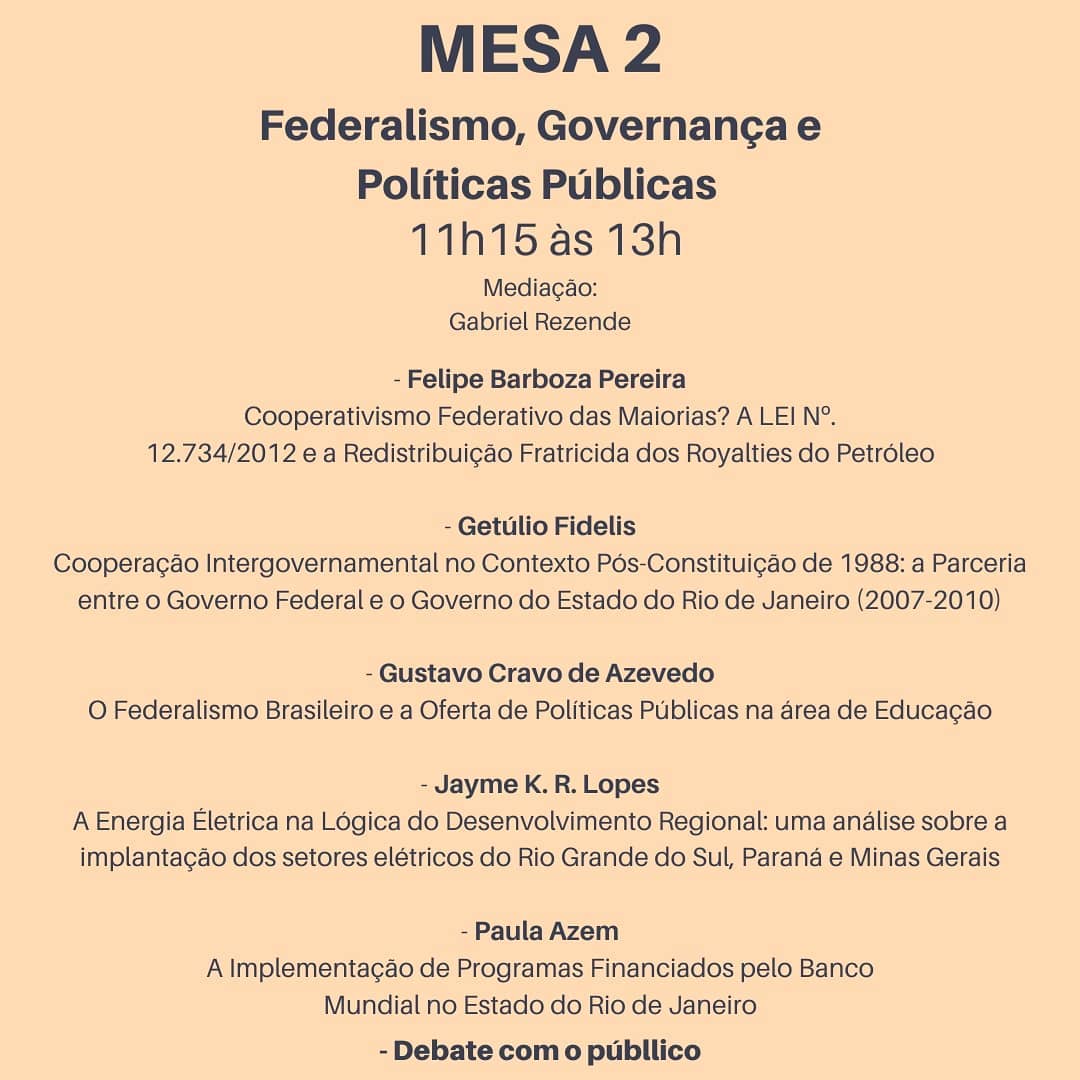 MESA 2
Federalismo, Governança e
Políticas Públicas
11h15 às 13h
Mediação:
Gabriel Rezende
- Felipe Barboza Pereira
Cooperativismo Federativo das Maiorias? A LEI Nº.
12.734/2012 e a Redistribuição Fratricida dos Royalties do Petróleo
- Getúlio Fidelis
Cooperação Intergovernamental no Contexto Pós-Constituição de 1988: a Parceria
entre o Governo Federal e o Governo do Estado do Rio de Janeiro (2007-2010)
- Gustavo Cravo de Azevedo
O Federalismo Brasileiro e a Oferta de Políticas Públicas na área de Educação
- Jayme K. R. Lopes
A Energia Életrica na Lógica do Desenvolvimento Regional: uma análise sobre a
implantação dos setores elétricos do Rio Grande do Sul, Paraná e Minas Gerais
- Paula Azem
A Implementação de Programas Financiados pelo Banco
Mundial no Estado do Rio de Janeiro
- Debate com o públlico